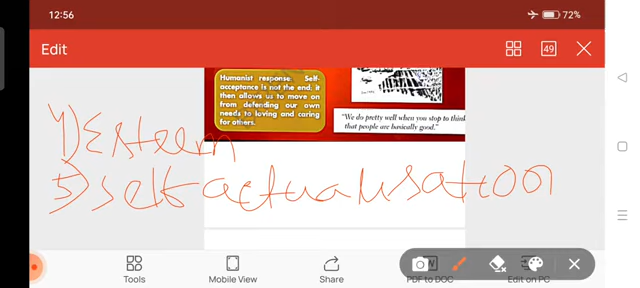 12:56
72%
Edit
49
Humanist response: Self-
acceptance is not the end; it
then allows us to move on
from defending our own
needs to loving and caring
for others.
"We do pretty well when you stop to think
that people are basically good."
4) Esteem
5) Self-actualisation
Tools
Mobile View
Share
PDF to DOC
Edit on PC